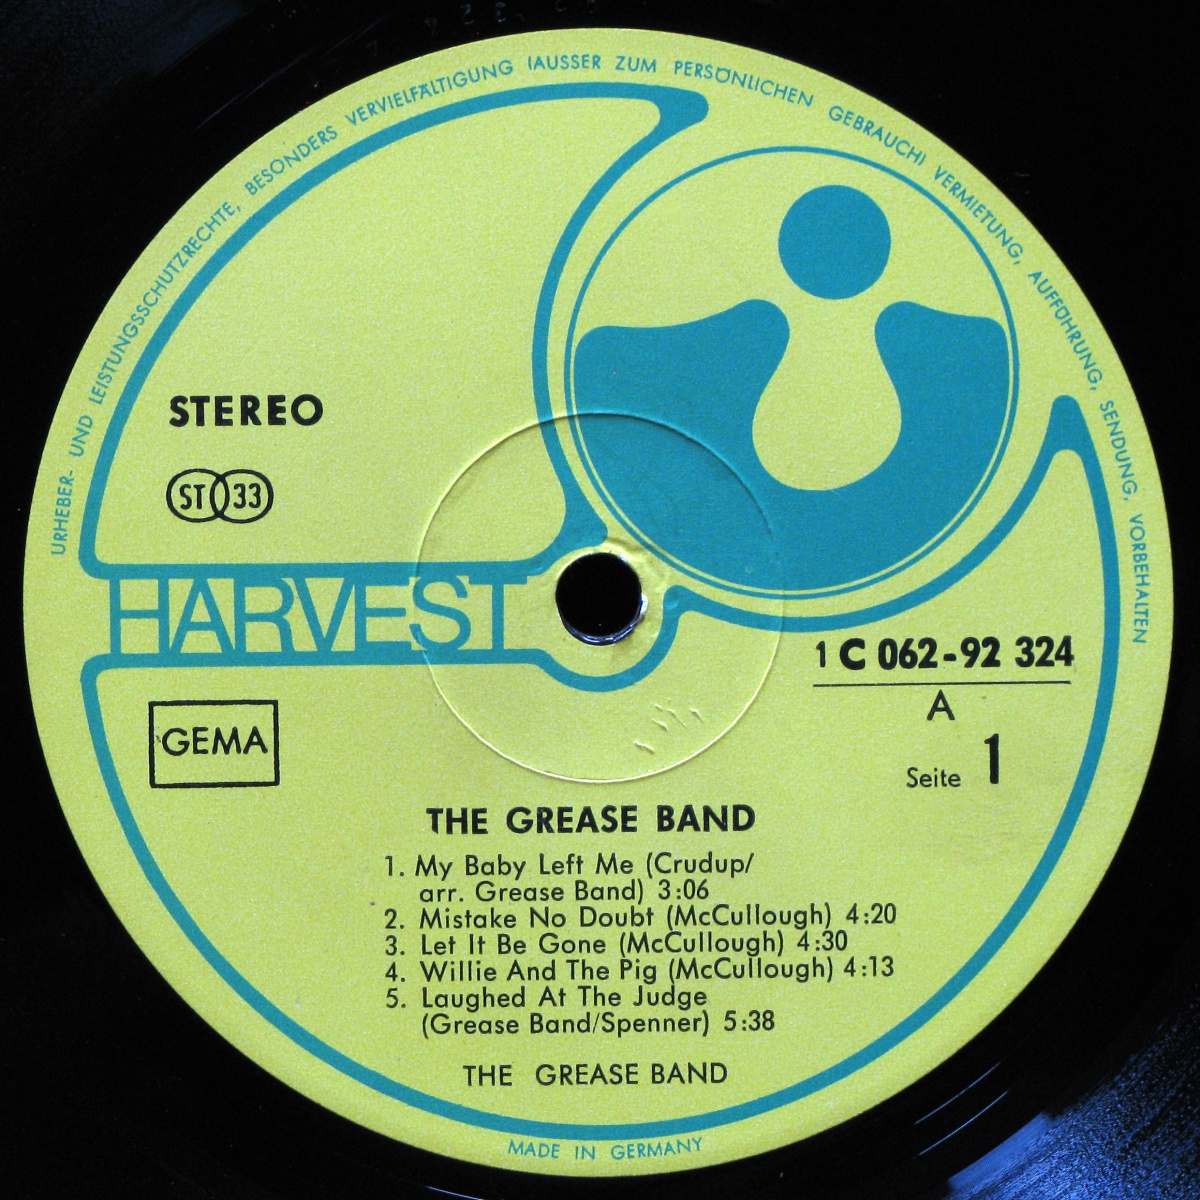 URHEBER- UND LEISTUNGSSCHUTZRECHTE, BESONDERS VERVIELFÄLTIGUNG (AUSSER ZUM PERSÖNLICHEN GEBRAUCH) VERMIETUNG, AUFFÜHRUNG, SENDUNG, VORBEHALTEN
STEREO
ST 33
HARVEST
1 C 062-92 324
A
Seite 1
GEMA
THE GREASE BAND
1. My Baby Left Me (Crudup/
arr. Grease Band) 3:06
2. Mistake No Doubt (McCullough) 4:20
3. Let It Be Gone (McCullough) 4:30
4. Willie And The Pig (McCullough) 4:13
5. Laughed At The Judge
(Grease Band/Spenner) 5:38
THE GREASE BAND
MADE IN GERMANY